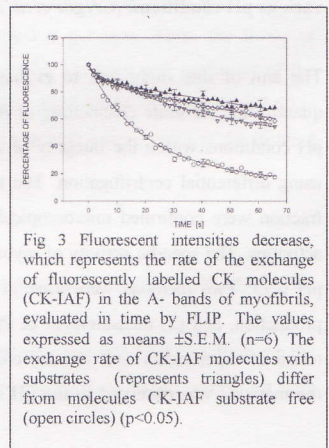 PERCENTAGE OF FLUORESCENCE
120
100
80
60
40
20
0
0 10 20 30 40 50 60 70
TIME [s]
Fig 3 Fluorescent intensities decrease,
which represents the rate of the exchange
of fluorescently labelled CK molecules
(CK-IAF) in the A- bands of myofibrils,
evaluated in time by FLIP. The values
expressed as means ±S.E.M. (n=6) The
exchange rate of CK-IAF molecules with
substrates (represents triangles) differ
from molecules CK-IAF substrate free
(open circles) (p<0.05).